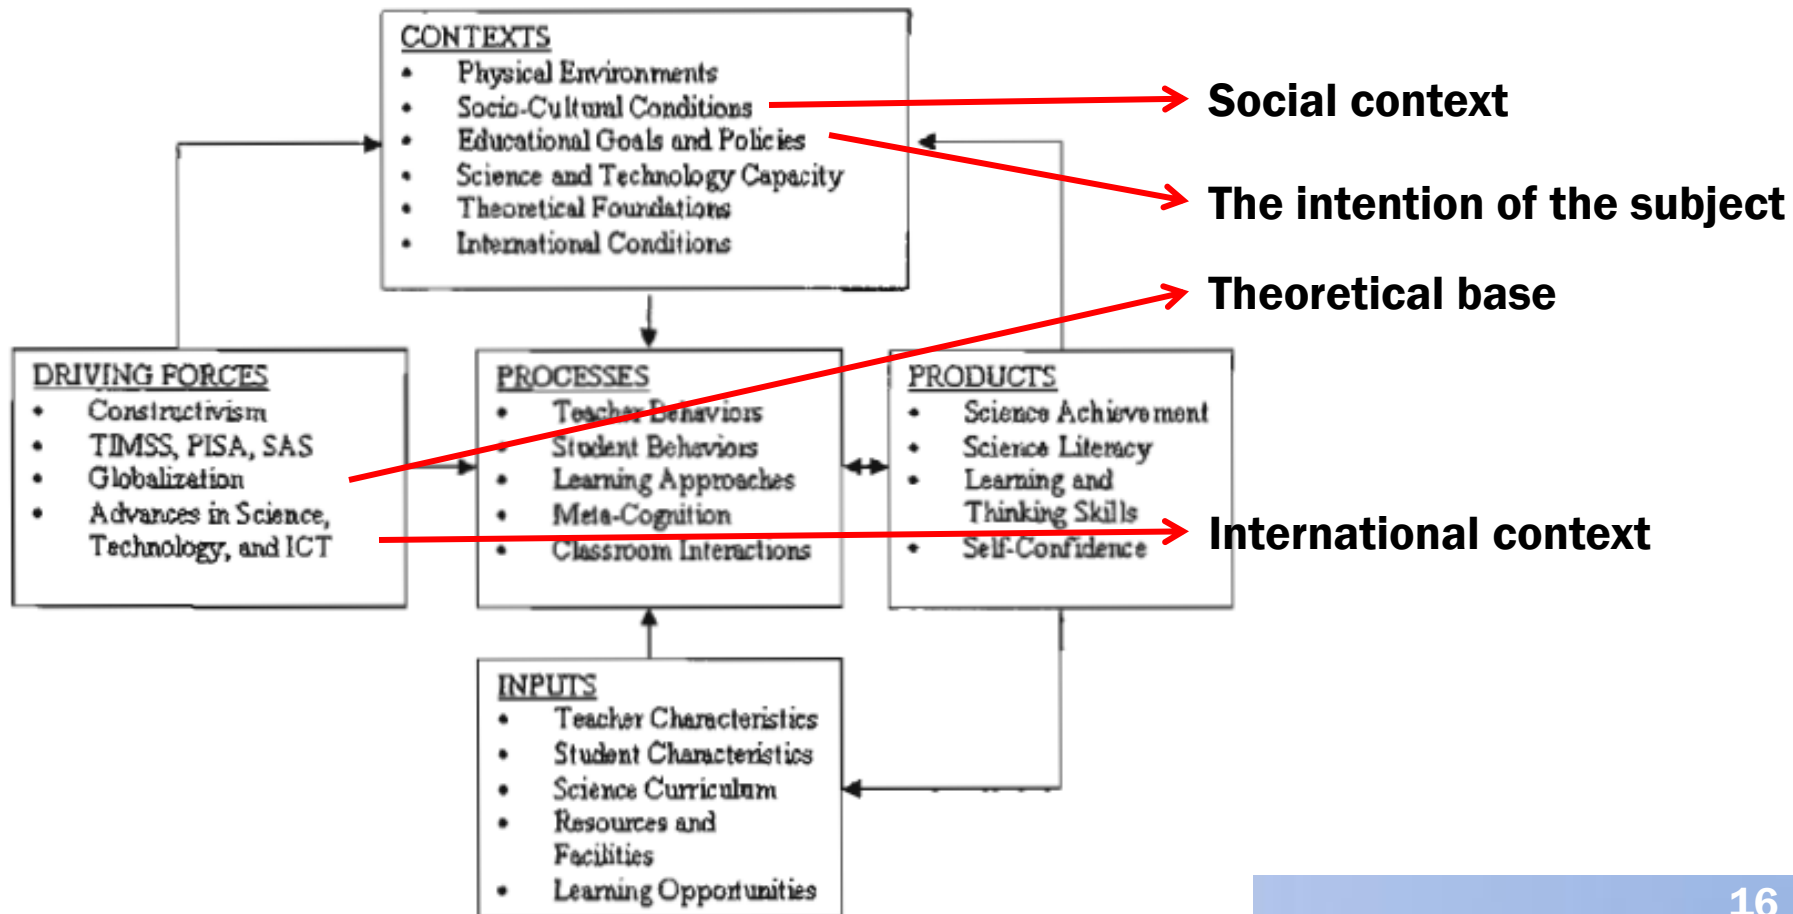 CONTEXTS
• Physical Environments
• Socio-Cultural Conditions
• Educational Goals and Policies
• Science and Technology Capacity
• Theoretical Foundations
• International Conditions
Social context
The intention of the subject
Theoretical base
International context
DRIVING FORCES
• Constructivism
• TIMSS, PISA, SAS
• Globalization
• Advances in Science,
Technology, and ICT
PROCESSES
• Teacher Behaviors
• Student Behaviors
• Learning Approaches
• Meta-Cognition
• Classroom Interactions
PRODUCTS
• Science Achievement
• Science Literacy
• Learning and
Thinking Skills
• Self-Confidence
INPUTS
• Teacher Characteristics
• Student Characteristics
• Science Curriculum
• Resources and
Facilities
• Learning Opportunities
16